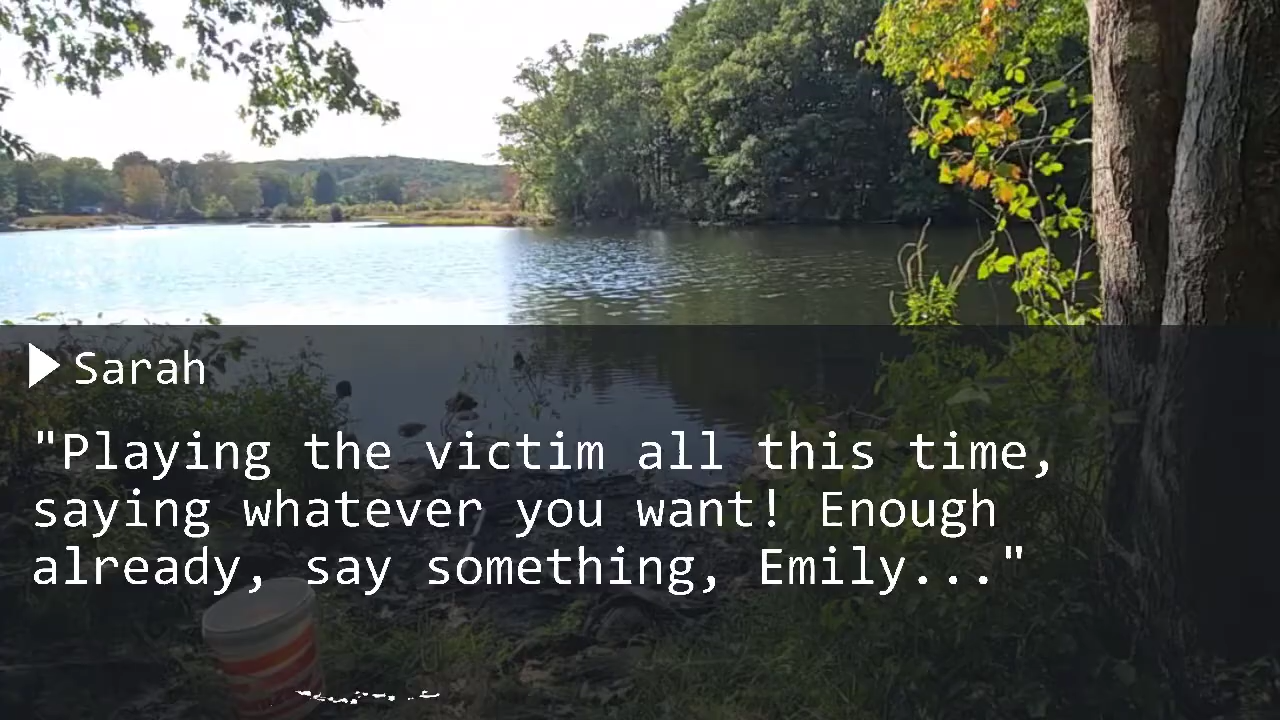 Sarah
"Playing the victim all this time,
saying whatever you want! Enough
already, say something, Emily..."